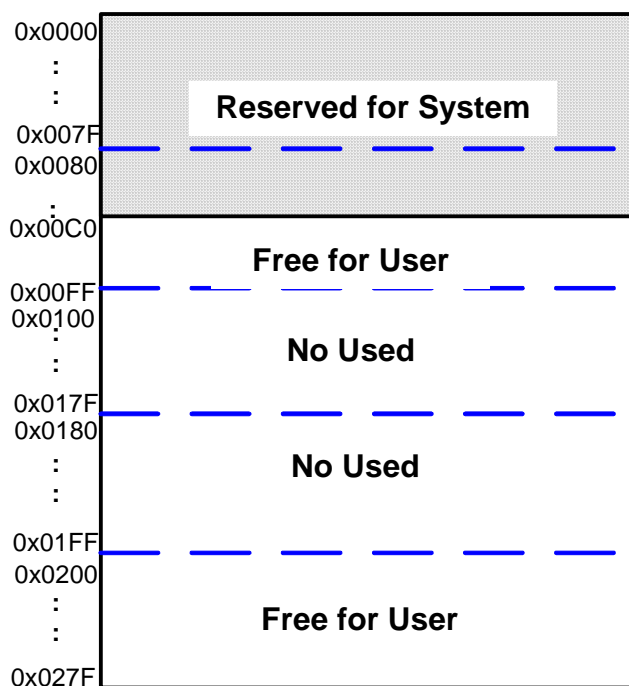 0x0000
:
:
Reserved for System
0x007F
0x0080
:
0x00C0
Free for User
0x00FF
0x0100
:
:
No Used
0x017F
0x0180
:
:
No Used
0x01FF
0x0200
:
:
Free for User
0x027F